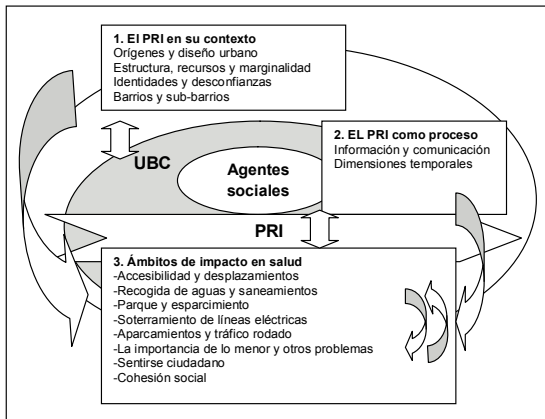 1. El PRI en su contexto
Orígenes y diseño urbano
Estructura, recursos y marginalidad
Identidades y desconfianzas
Barrios y sub-barrios
2. EL PRI como proceso
Información y comunicación
Dimensiones temporales
UBC
Agentes
sociales
PRI
3. Ámbitos de impacto en salud
-Accesibilidad y desplazamientos
-Recogida de aguas y saneamientos
-Parque y esparcimiento
-Soterramiento de líneas eléctricas
-Aparcamientos y tráfico rodado
-La importancia de lo menor y otros problemas
-Sentirse ciudadano
-Cohesión social